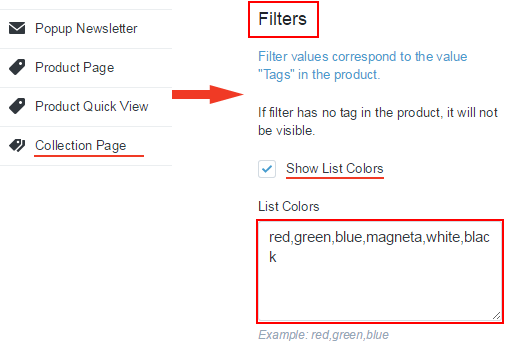 Popup Newsletter
Product Page
Product Quick View
Collection Page
Filters
Filter values correspond to the value
"Tags" in the product.
If filter has no tag in the product, it will not
be visible.
Show List Colors
List Colors
red,green,blue,magneta,white,blac
k
Example: red,green,blue